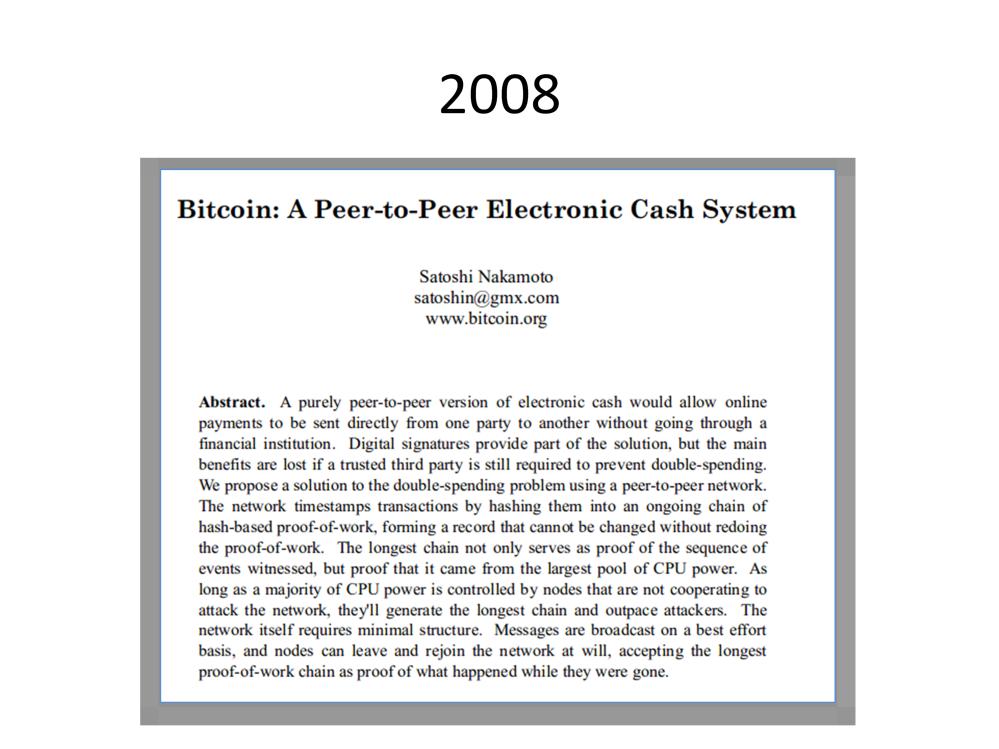 2008
Bitcoin: A Peer-to-Peer Electronic Cash System
Satoshi Nakamoto
satoshin@gmx.com
www.bitcoin.org
Abstract. A purely peer-to-peer version of electronic cash would allow online
payments to be sent directly from one party to another without going through a
financial institution. Digital signatures provide part of the solution, but the main
benefits are lost if a trusted third party is still required to prevent double-spending.
We propose a solution to the double-spending problem using a peer-to-peer network.
The network timestamps transactions by hashing them into an ongoing chain of
hash-based proof-of-work, forming a record that cannot be changed without redoing
the proof-of-work. The longest chain not only serves as proof of the sequence of
events witnessed, but proof that it came from the largest pool of CPU power. As
long as a majority of CPU power is controlled by nodes that are not cooperating to
attack the network, they'll generate the longest chain and outpace attackers. The
network itself requires minimal structure. Messages are broadcast on a best effort
basis, and nodes can leave and rejoin the network at will, accepting the longest
proof-of-work chain as proof of what happened while they were gone.